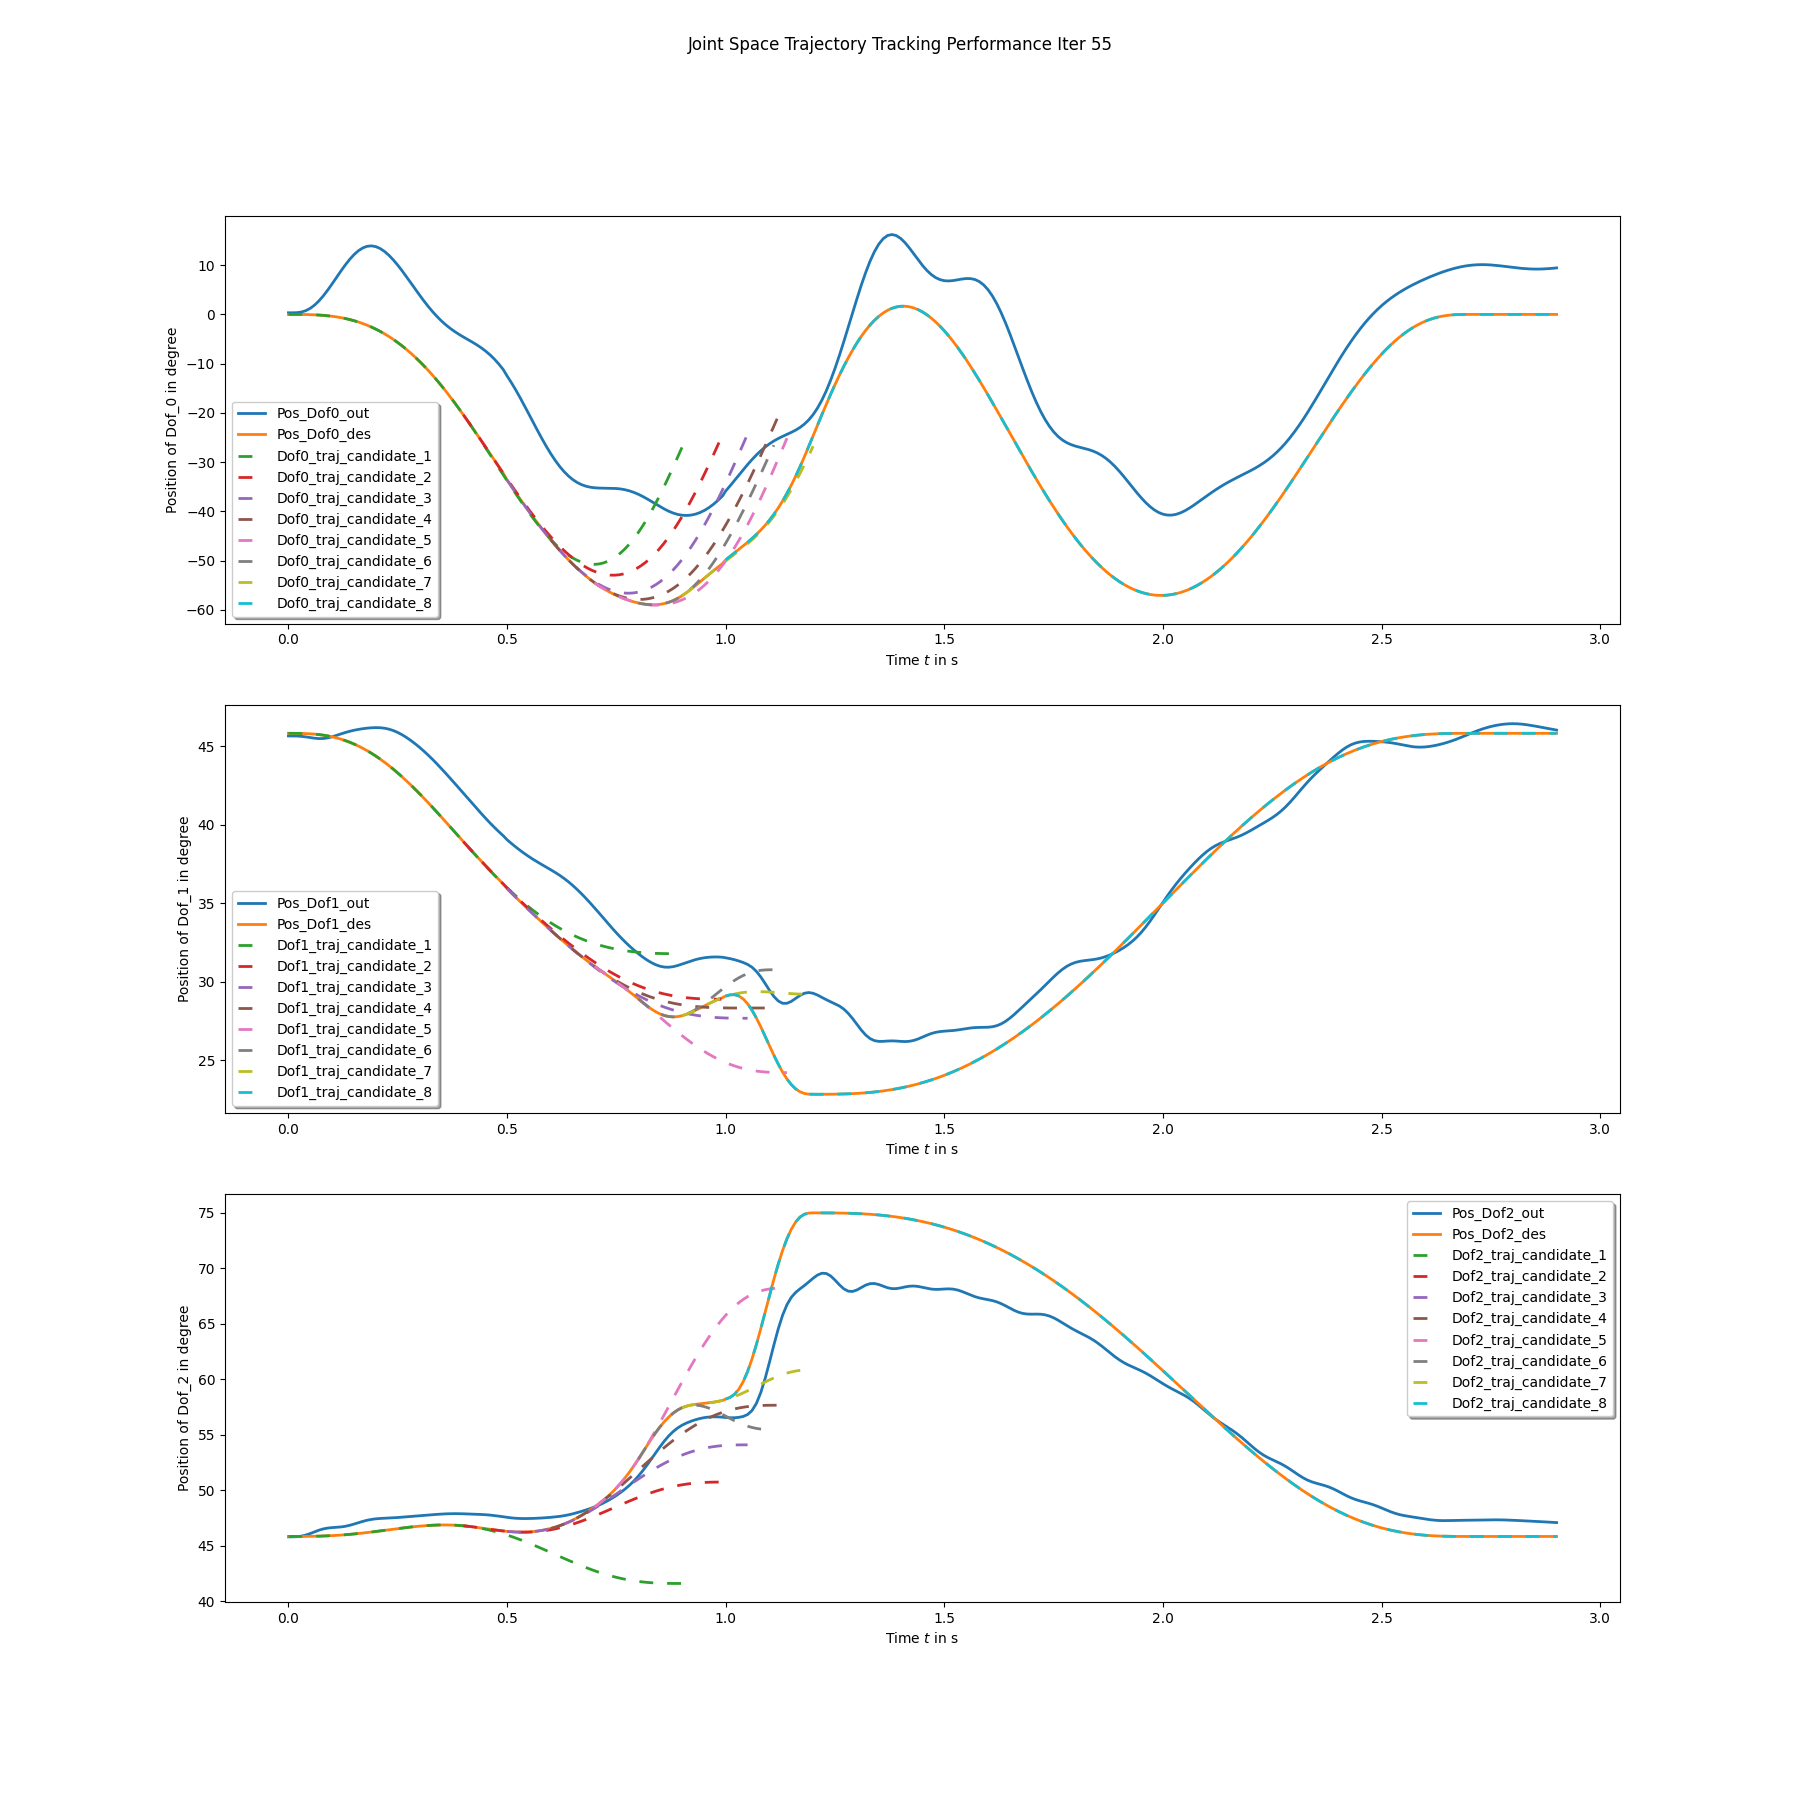 Joint Space Trajectory Tracking Performance Iter 55
Position of Dof_0 in degree
10
0
−10
−20
−30
−40
−50
−60
Pos_Dof0_out
Pos_Dof0_des
Dof0_traj_candidate_1
Dof0_traj_candidate_2
Dof0_traj_candidate_3
Dof0_traj_candidate_4
Dof0_traj_candidate_5
Dof0_traj_candidate_6
Dof0_traj_candidate_7
Dof0_traj_candidate_8
0.0 0.5 1.0 1.5 2.0 2.5 3.0
Time t in s
Position of Dof_1 in degree
45
40
35
30
25
Pos_Dof1_out
Pos_Dof1_des
Dof1_traj_candidate_1
Dof1_traj_candidate_2
Dof1_traj_candidate_3
Dof1_traj_candidate_4
Dof1_traj_candidate_5
Dof1_traj_candidate_6
Dof1_traj_candidate_7
Dof1_traj_candidate_8
0.0 0.5 1.0 1.5 2.0 2.5 3.0
Time t in s
Position of Dof_2 in degree
75
70
65
60
55
50
45
40
Pos_Dof2_out
Pos_Dof2_des
Dof2_traj_candidate_1
Dof2_traj_candidate_2
Dof2_traj_candidate_3
Dof2_traj_candidate_4
Dof2_traj_candidate_5
Dof2_traj_candidate_6
Dof2_traj_candidate_7
Dof2_traj_candidate_8
0.0 0.5 1.0 1.5 2.0 2.5 3.0
Time t in s